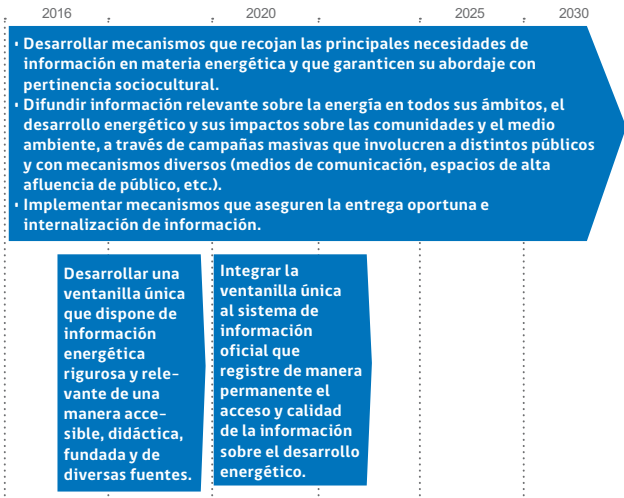 2016 2020 2025 2030
• Desarrollar mecanismos que recojan las principales necesidades de
información en materia energética y que garanticen su abordaje con
pertinencia sociocultural.
• Difundir información relevante sobre la energía en todos sus ámbitos, el
desarrollo energético y sus impactos sobre las comunidades y el medio
ambiente, a través de campañas masivas que involucren a distintos públicos
y con mecanismos diversos (medios de comunicación, espacios de alta
afluencia de público, etc.).
• Implementar mecanismos que aseguren la entrega oportuna e
internalización de información.
Desarrollar una
ventanilla única
que dispone de
información
energética
rigurosa y rele-
vante de una
manera acce-
sible, didáctica,
fundada y de
diversas fuentes.
Integrar la
ventanilla única
al sistema de
información
oficial que
registre de manera
permanente el
acceso y calidad
de la información
sobre el desarrollo
energético.